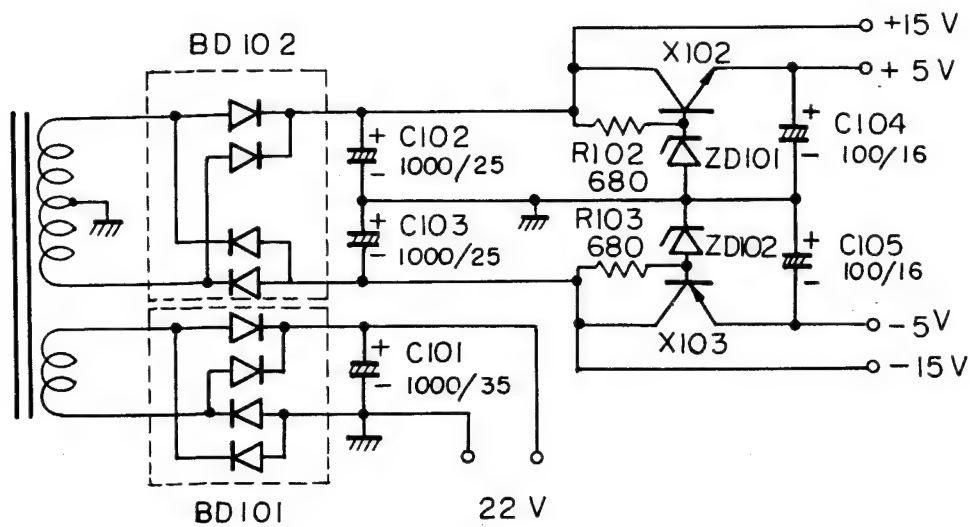 BD102
+15 V
X102
+ 5 V
+
C102
1000/25
-
R102
680
ZD101
+
C104
100/16
-
+
C103
1000/25
-
R103
680
ZD102
+
C105
100/16
-
X103
-5 V
-15 V
+
C101
1000/35
-
BD101
22 V